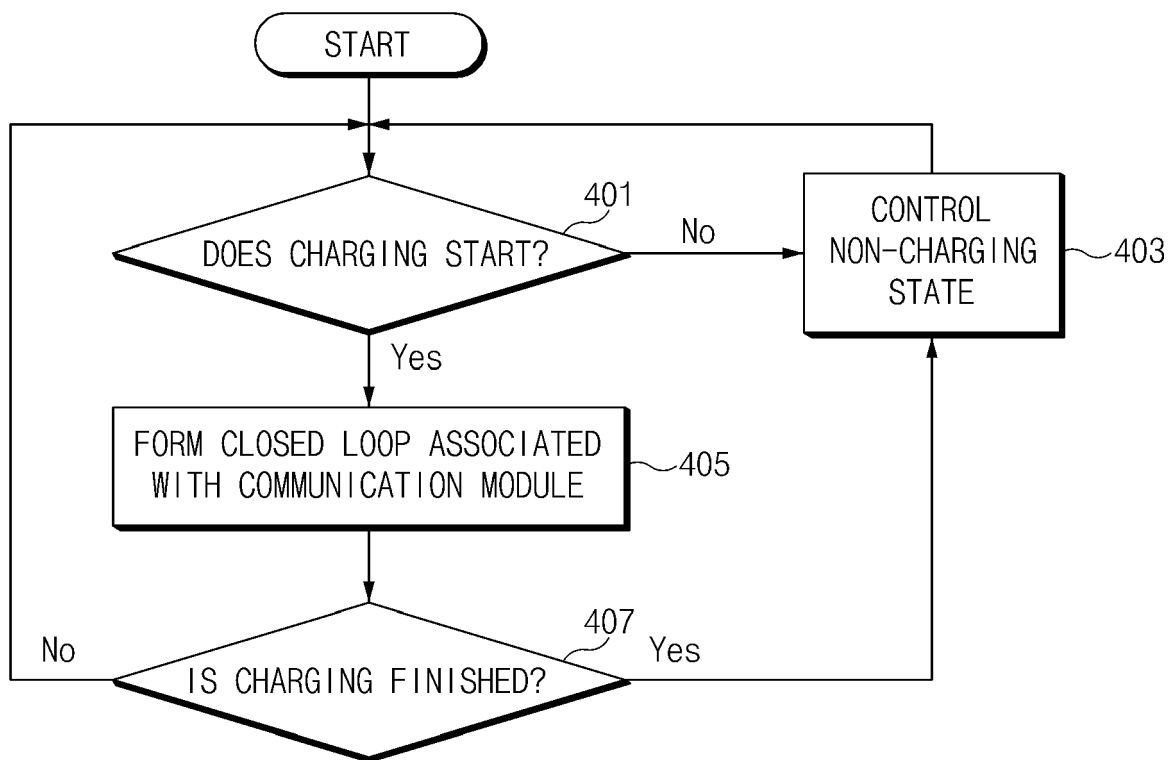 START
401
DOES CHARGING START?
No
CONTROL
NON-CHARGING
STATE
403
Yes
FORM CLOSED LOOP ASSOCIATED
WITH COMMUNICATION MODULE
405
407
No
IS CHARGING FINISHED?
Yes